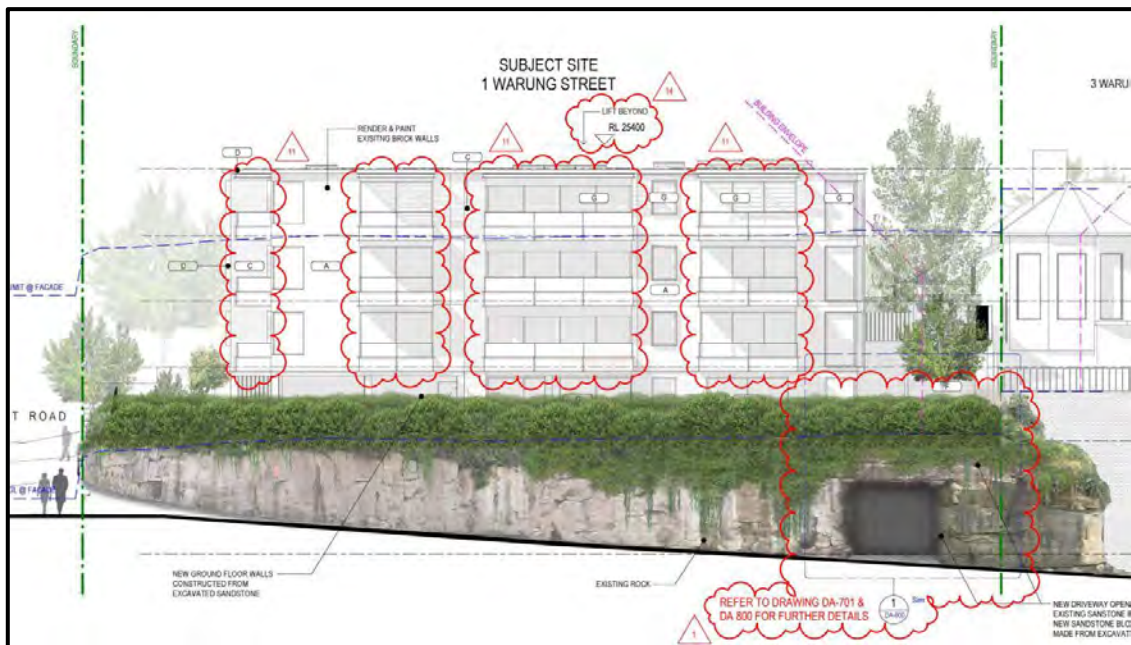 BOUNDARY
SUBJECT SITE
1 WARUNG STREET
BOUNDARY
3 WARU
14
LIFT BEYOND
RL 25400
BUILDING ENVELOPE
RENDER & PAINT
EXISITNG BRICK WALLS
11
11
11
D
C
G
G
G
G
C
A
A
IMIT @ FACADE
T ROAD
@ FACADE
NEW GROUND FLOOR WALLS
CONSTRUCTED FROM
EXCAVATED SANDSTONE
EXISTING ROCK
REFER TO DRAWING DA-701 &
DA 800 FOR FURTHER DETAILS
1
DA-800
Sim
1
NEW DRIVEWAY OPEN
EXISTING SANSTONE
NEW SANDSTONE BLO
MADE FROM EXCAVAT